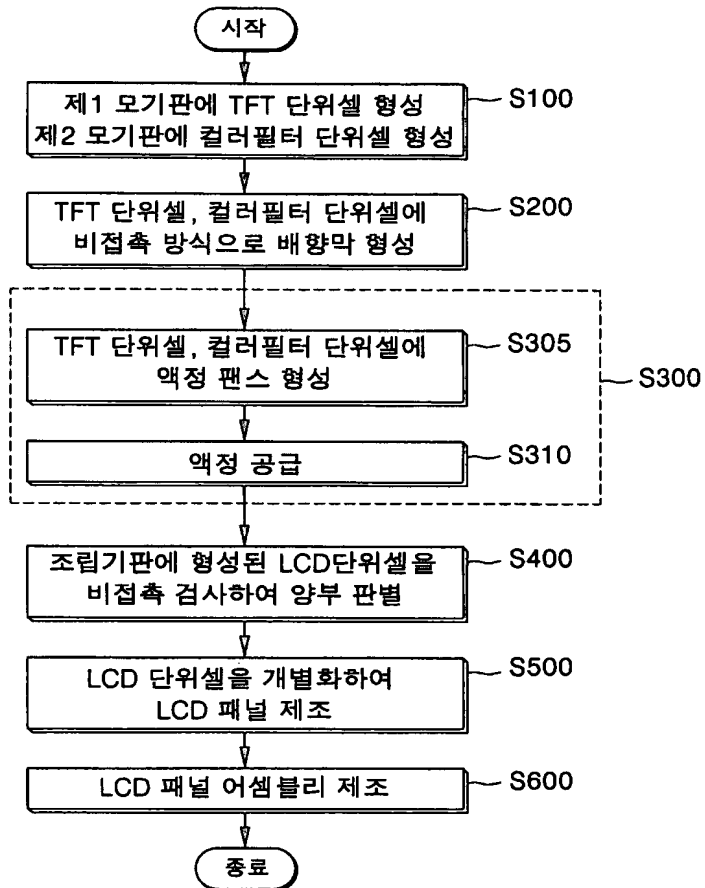 시작
제1 모기판에 TFT 단위셀 형성
제2 모기판에 컬러필터 단위셀 형성
S100
TFT 단위셀, 컬러필터 단위셀에
비접촉 방식으로 배향막 형성
S200
TFT 단위셀, 컬러필터 단위셀에
액정 팬스 형성
S305
S300
액정 공급
S310
조립기판에 형성된 LCD단위셀을
비접촉 검사하여 양부 판별
S400
LCD 단위셀을 개별화하여
LCD 패널 제조
S500
LCD 패널 어셈블리 제조
S600
종료